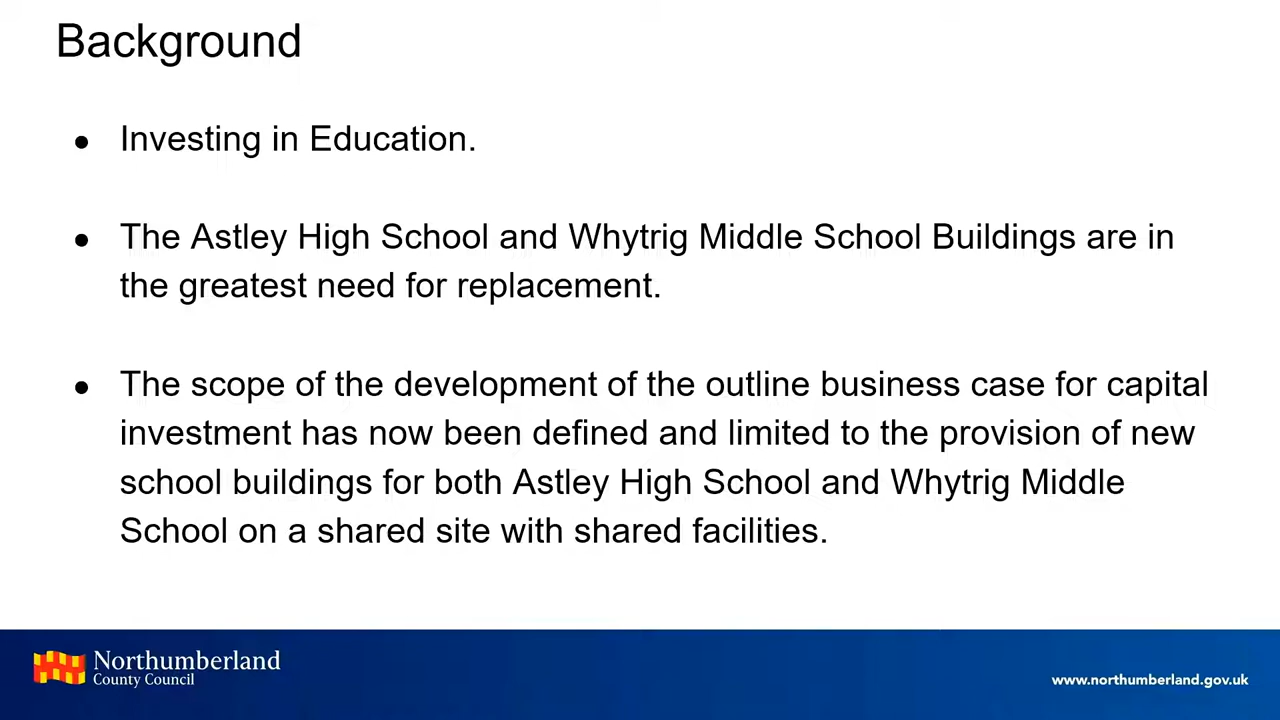 Background
● Investing in Education.
● The Astley High School and Whytrig Middle School Buildings are in
the greatest need for replacement.
● The scope of the development of the outline business case for capital
investment has now been defined and limited to the provision of new
school buildings for both Astley High School and Whytrig Middle
School on a shared site with shared facilities.
Northumberland
County Council
www.northumberland.gov.uk